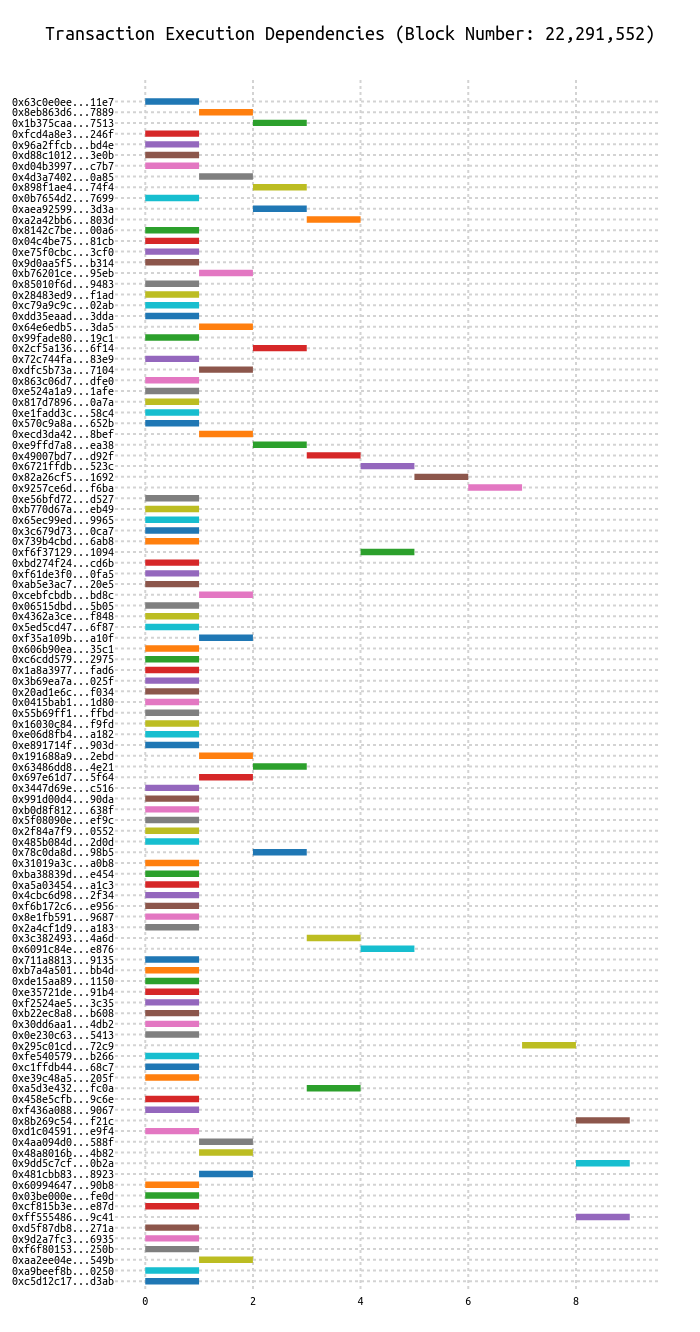 Transaction Execution Dependencies (Block Number: 22,291,552)
0x63c0e0ee...11e7
0x8eb863d6...7889
0x1b375caa...7513
0xfcd4a8e3...246f
0x96a2ffcb...bd4e
0xd88c1012...3e0b
0xd04b3997...c7b7
0x4d3a7402...0a85
0x898f1ae4...74f4
0x0b7654d2...7699
0xaea92599...3d3a
0xa2a42bb6...803d
0x8142c7be...00a6
0x04c4be75...81cb
0xe75f0cbc...3cf0
0x9d0aa5f5...b314
0xb76201ce...95eb
0x85010f6d...9483
0x28483ed9...f1ad
0xc79a9c9c...02ab
0xdd35eaad...3dda
0x64e6edb5...3da5
0x99fade80...19c1
0x2cf5a136...6f14
0x72c744fa...83e9
0xdfc5b73a...7104
0x863c06d7...dfe0
0xe524a1a9...1afe
0x817d7896...0a7a
0xe1fadd3c...58c4
0x570c9a8a...652b
0xecd3da42...8bef
0xe9ffd7a8...ea38
0x49007bd7...d92f
0x6721ffdb...523c
0x82a26cf5...1692
0x9257ce6d...f6ba
0xe56bfd72...d527
0xb770d67a...eb49
0x65ec99ed...9965
0x3c679d73...0ca7
0x739b4cbd...6ab8
0xf6f37129...1094
0xbd274f24...cd6b
0xf61de3f0...0fa5
0xab5e3ac7...20e5
0xcebfcbdb...bd8c
0x06515dbd...5b05
0x4362a3ce...f848
0x5ed5cd47...6f87
0xf35a109b...a10f
0x606b90ea...35c1
0xc6cdd579...2975
0x1a8a3977...fad6
0x3b69ea7a...025f
0x20ad1e6c...f034
0x0415bab1...1d80
0x55b69ff1...ffbd
0x16030c84...f9fd
0xe06d8fb4...a182
0xe891714f...903d
0x191688a9...2ebd
0x63486dd8...4e21
0x697e61d7...5f64
0x3447d69e...c516
0x991d00d4...90da
0xb0d8f812...638f
0x5f08090e...ef9c
0x2f84a7f9...0552
0x485b084d...2d0d
0x78c0da8d...98b5
0x31019a3c...a0b8
0xba38839d...e454
0xa5a03454...a1c3
0x4cbc6d98...2f34
0xf6b172c6...e956
0x8e1fb591...9687
0x2a4cf1d9...a183
0x3c382493...4a6d
0x6091c84e...e876
0x711a8813...9135
0xb7a4a501...bb4d
0xde15aa89...1150
0xe35721de...91b4
0xf2524ae5...3c35
0xb22ec8a8...b608
0x30dd6aa1...4db2
0x0e230c63...5413
0x295c01cd...72c9
0xfe540579...b266
0xc1ffdb44...68c7
0xe39c48a5...205f
0xa5d3e432...fc0a
0x458e5cfb...9c6e
0xf436a088...9067
0x8b269c54...f21c
0xd1c04591...e9f4
0x4aa094d0...588f
0x48a8016b...4b82
0x9dd5c7cf...0b2a
0x481cbb83...8923
0x60994647...90b8
0x03be000e...fe0d
0xcf815b3e...e87d
0xff555486...9c41
0xd5f87db8...271a
0x9d2a7fc3...6935
0xf6f80153...250b
0xaa2ee04e...549b
0xa9beef8b...0250
0xc5d12c17...d3ab
0 2 4 6 8